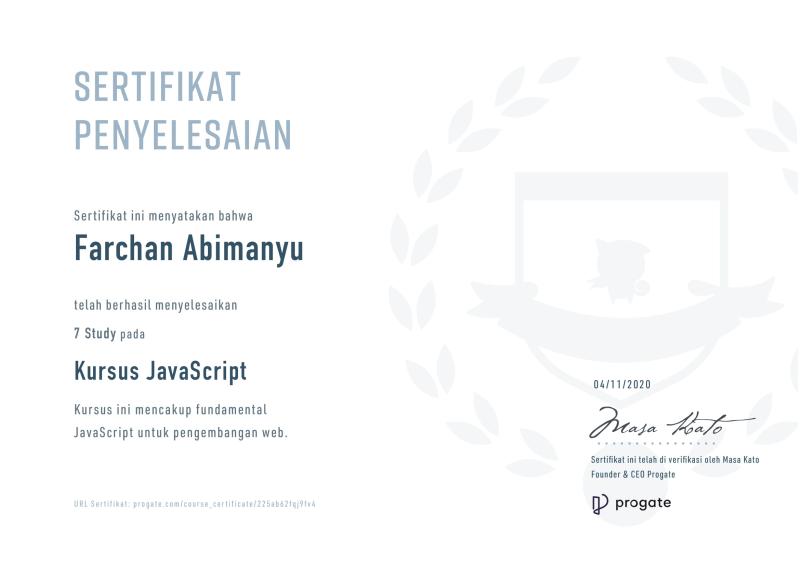 SERTIFIKAT
PENYELESAIAN
Sertifikat ini menyatakan bahwa
Farchan Abimanyu
telah berhasil menyelesaikan
7 Study pada
Kursus JavaScript
Kursus ini mencakup fundamental
JavaScript untuk pengembangan web.
04/11/2020
Masa Kato
Sertifikat ini telah di verifikasi oleh Masa Kato
Founder & CEO Progate
URL Sertifikat: progate.com/course_certificate/225ab62fqj9fv4
progate